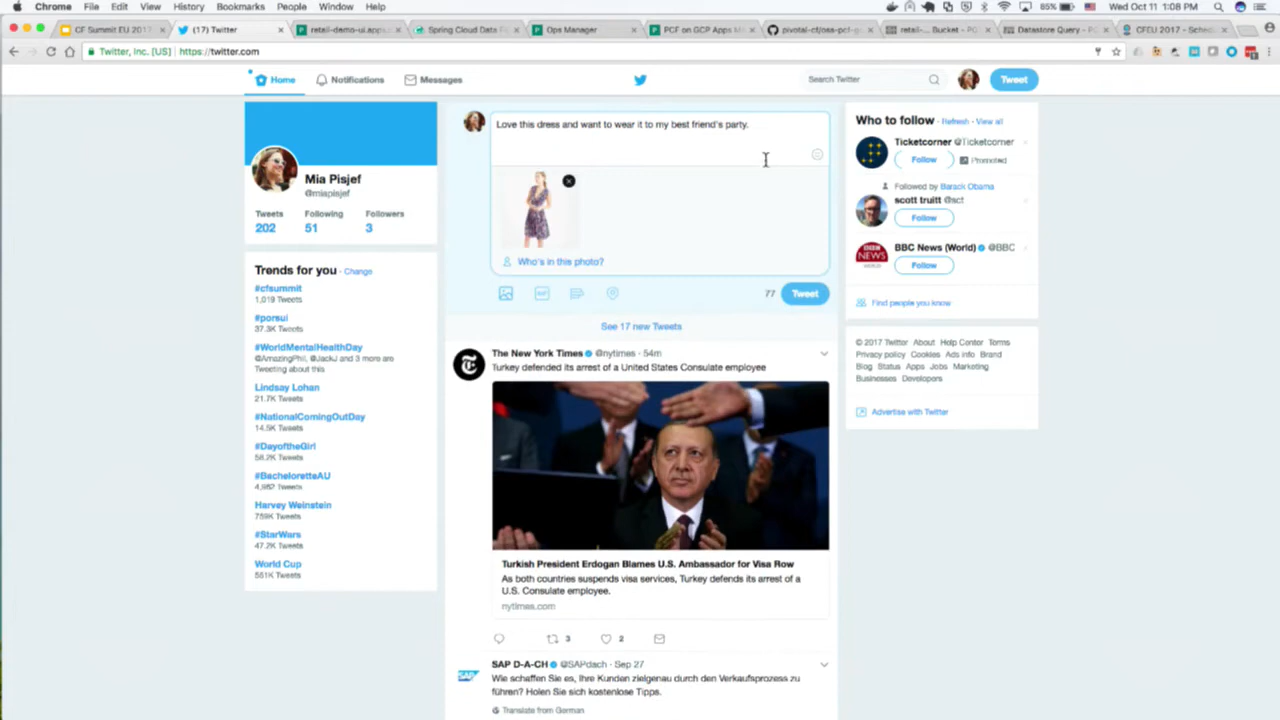 Chrome File Edit View History Bookmarks People Window Help
85% Wed Oct 11 1:08 PM
CF Summit EU 2017
(17) Twitter
retail-demo-ui.apps.
Spring Cloud Data
Ops Manager
PCF on GCP Apps
pivotal-cf/oss-pcf-g
retail-... Bucket - PC
Datastore Query - PC
CFEU 2017 - Sched
Twitter, Inc. [US] https://twitter.com
Home Notifications Messages
Search Twitter
Tweet
Mia Pisjef
@miapisjef
Tweets Following Followers
202 51 3
Trends for you · Change
#cfsummit
1,019 Tweets
#porsui
37.3K Tweets
#WorldMentalHealthDay
@AmazingPhil, @JackJ and 3 more are
Tweeting about this
Lindsay Lohan
21.7K Tweets
#NationalComingOutDay
14.5K Tweets
#DayoftheGirl
58.2K Tweets
#BacheloretteAU
4,982 Tweets
Harvey Weinstein
759K Tweets
#StarWars
47.2K Tweets
World Cup
551K Tweets
Love this dress and want to wear it to my best friend's party.
Who's in this photo?
GIF
77 Tweet
See 17 new Tweets
The New York Times @nytimes · 54m
Turkey defended its arrest of a United States Consulate employee
Turkish President Erdogan Blames U.S. Ambassador for Visa Row
As both countries suspends visa services, Turkey defends its arrest of a
U.S. Consulate employee.
nytimes.com
3 2
SAP D-A-CH @SAPdach · Sep 27
Wie schaffen Sie es, Ihre Kunden zielgenau durch den Verkaufsprozess zu
führen? Holen Sie sich kostenlose Tipps.
Translate from German
Who to follow · Refresh · View all
Ticketcorner @Ticketcorner
Follow Promoted
Followed by Barack Obama
scott truitt @sct
Follow
BBC News (World) @BBC
BBC
NEWS
WORLD
Follow
Find people you know
© 2017 Twitter About Help Center Terms
Privacy policy Cookies Ads info Brand
Blog Status Apps Jobs Marketing
Businesses Developers
Advertise with Twitter